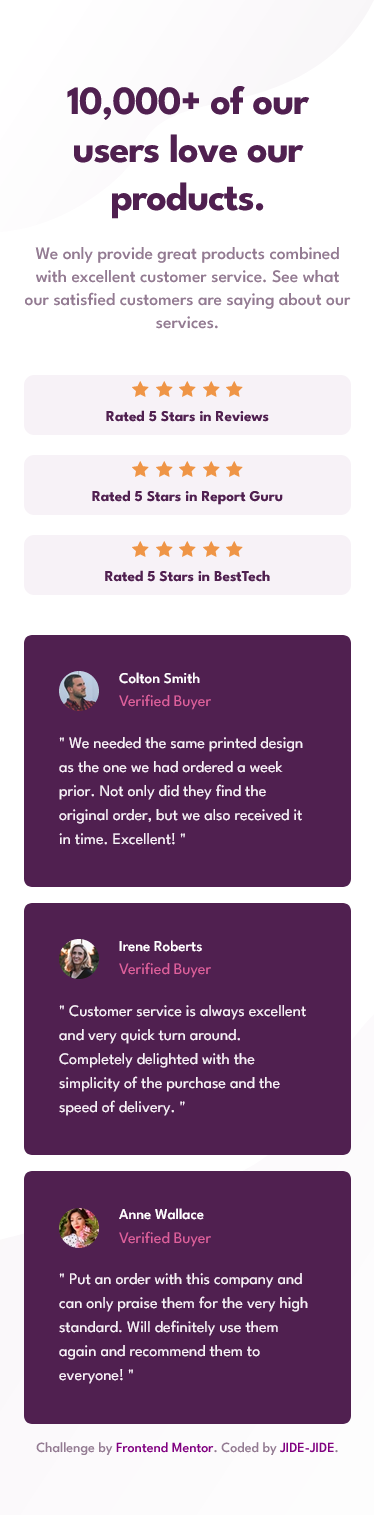 10,000+ of our
users love our
products.
We only provide great products combined
with excellent customer service. See what
our satisfied customers are saying about our
services.
Rated 5 Stars in Reviews
Rated 5 Stars in Report Guru
Rated 5 Stars in BestTech
Colton Smith
Verified Buyer
" We needed the same printed design
as the one we had ordered a week
prior. Not only did they find the
original order, but we also received it
in time. Excellent! "
Irene Roberts
Verified Buyer
" Customer service is always excellent
and very quick turn around.
Completely delighted with the
simplicity of the purchase and the
speed of delivery. "
Anne Wallace
Verified Buyer
" Put an order with this company and
can only praise them for the very high
standard. Will definitely use them
again and recommend them to
everyone! "
Challenge by Frontend Mentor. Coded by JIDE-JIDE.